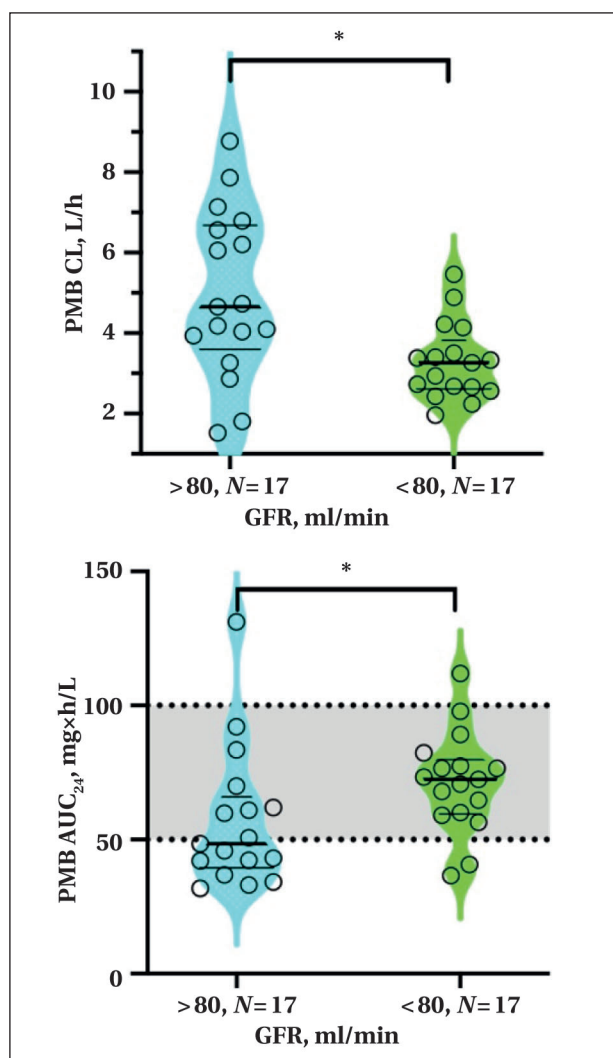 *
PMB CL, L/h
10
8
6
4
2
>80, N=17
<80, N=17
GFR, ml/min
*
PMB AUC24, mg×h/L
150
100
50
0
>80, N=17
<80, N=17
GFR, ml/min